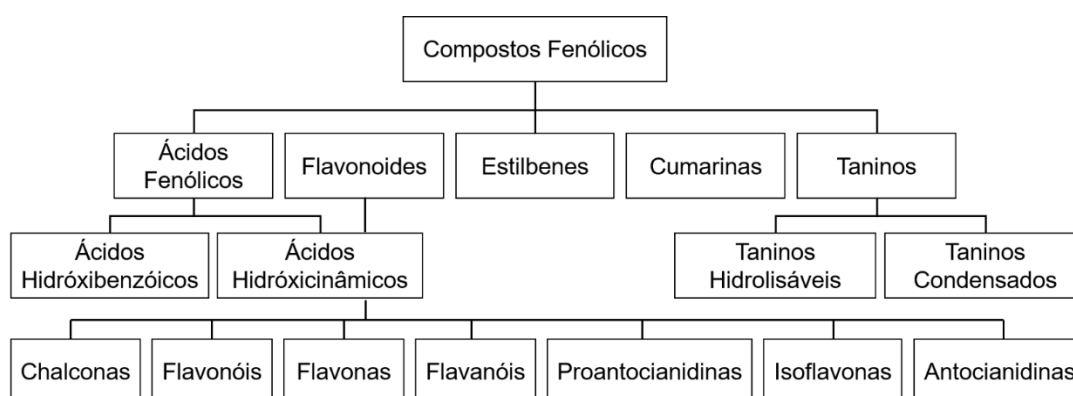 Compostos Fenólicos
Ácidos
Fenólicos
Flavonoides
Estilbenes
Cumarinas
Taninos
Ácidos
Hidróxibenzóicos
Ácidos
Hidróxicinâmicos
Taninos
Hidrolisáveis
Taninos
Condensados
Chalconas
Flavonóis
Flavonas
Flavanóis
Proantocianidinas
Isoflavonas
Antocianidinas